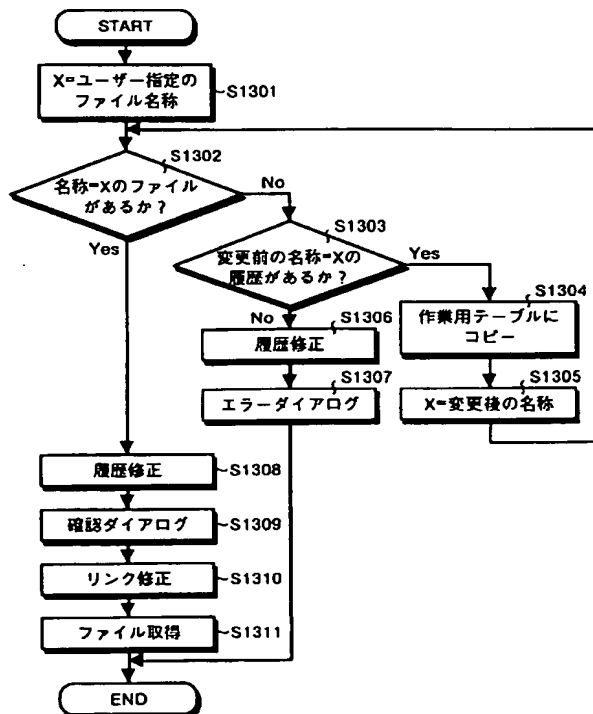 START
X=ユーザー指定の
ファイル名称
S1301
S1302
名称=Xのファイル
があるか?
No
Yes
S1303
変更前の名称=Xの
履歴があるか?
Yes
No
S1304
作業用テーブルに
コピー
S1305
X=変更後の名称
S1306
履歴修正
S1307
エラーダイアログ
履歴修正
S1308
確認ダイアログ
S1309
リンク修正
S1310
ファイル取得
S1311
END